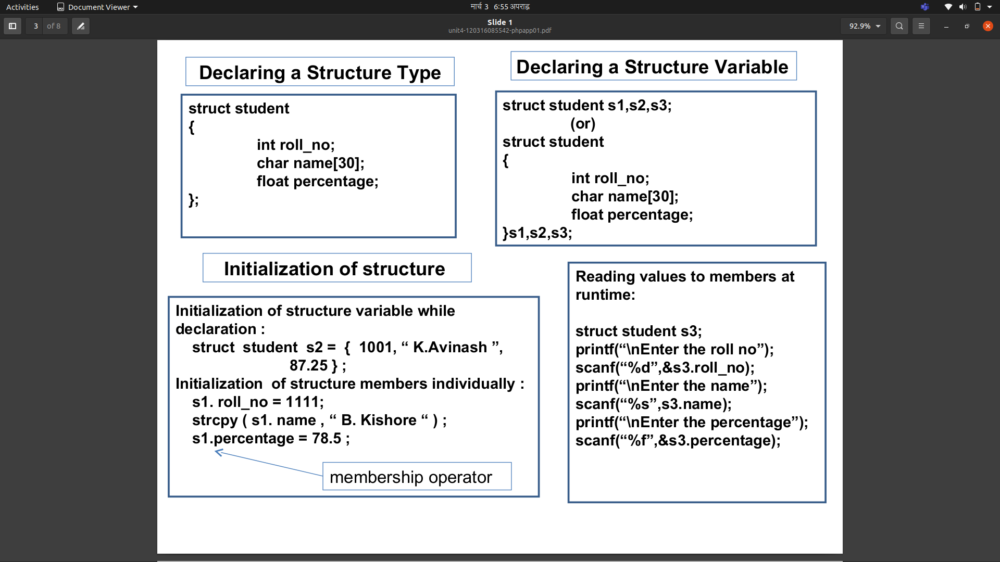 Activities
Document Viewer
मार्च 3 6:55 अपराह्न
3 of 8
Slide 1
unit4-120316085542-phpapp01.pdf
92.9%
Declaring a Structure Type
struct student
{
int roll_no;
char name[30];
float percentage;
};
Declaring a Structure Variable
struct student s1,s2,s3;
(or)
struct student
{
int roll_no;
char name[30];
float percentage;
}s1,s2,s3;
Initialization of structure
Initialization of structure variable while
declaration :
struct student s2 = { 1001, “ K.Avinash ”,
87.25 } ;
Initialization of structure members individually :
s1. roll_no = 1111;
strcpy ( s1. name , “ B. Kishore “ ) ;
s1.percentage = 78.5 ;
membership operator
Reading values to members at
runtime:
struct student s3;
printf(“\nEnter the roll no”);
scanf(“%d”,&s3.roll_no);
printf(“\nEnter the name”);
scanf(“%s”,s3.name);
printf(“\nEnter the percentage”);
scanf(“%f”,&s3.percentage);